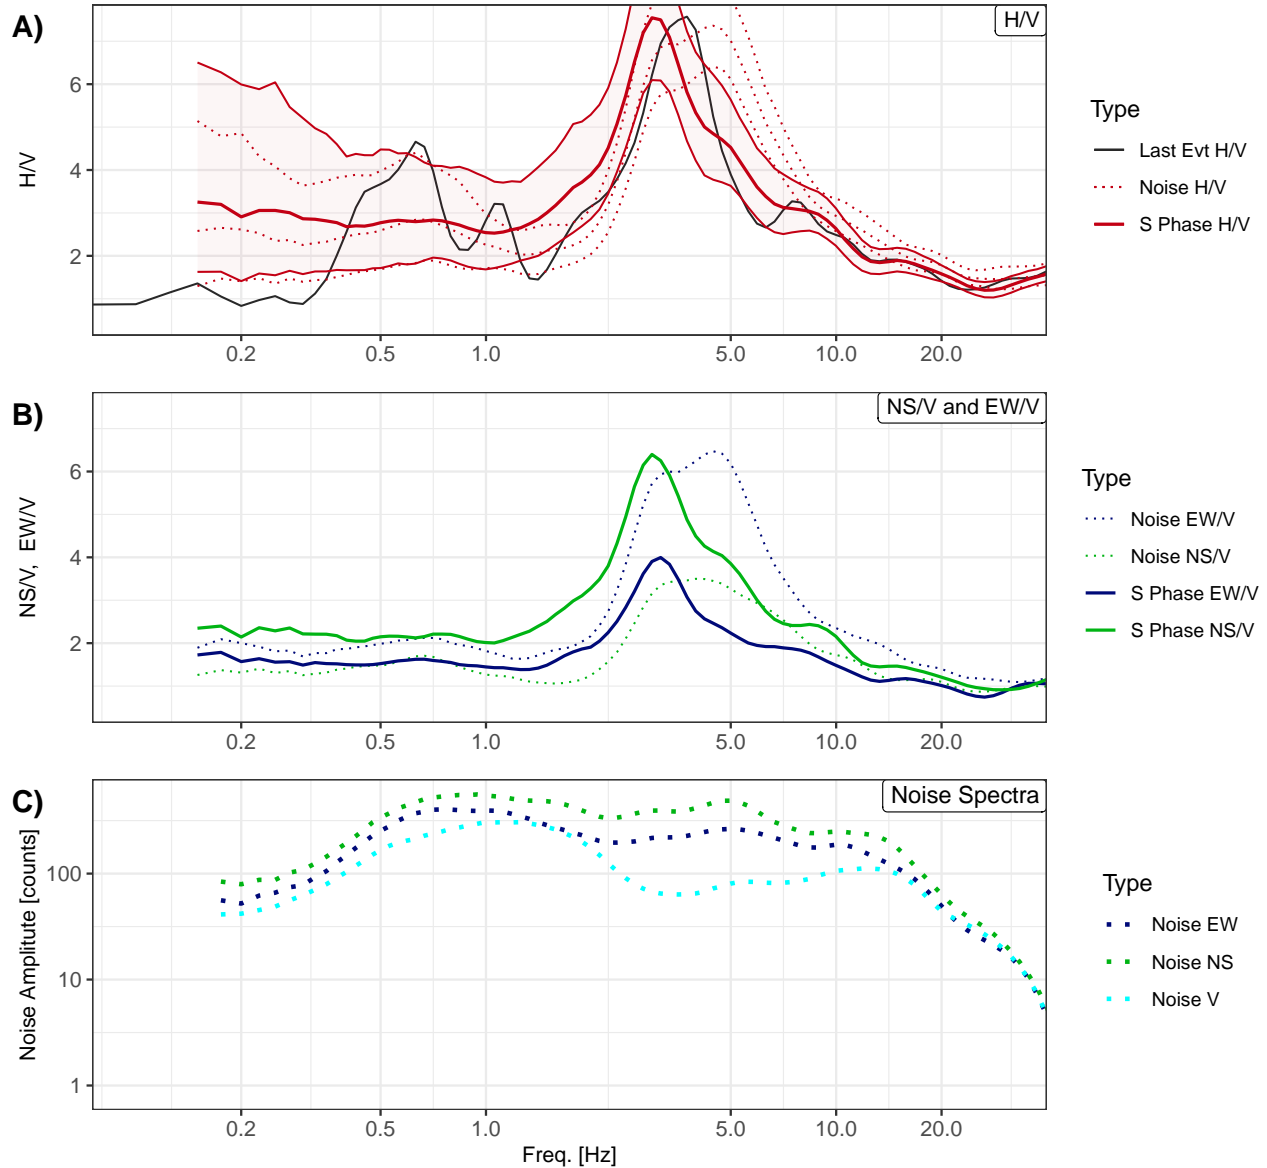 A)
H/V
H/V
6
4
2
0.2 0.5 1.0 5.0 10.0 20.0
Type
Last Evt H/V
Noise H/V
S Phase H/V
B)
NS/V and EW/V
NS/V, EW/V
6
4
2
0.2 0.5 1.0 5.0 10.0 20.0
Type
Noise EW/V
Noise NS/V
S Phase EW/V
S Phase NS/V
C)
Noise Spectra
Noise Amplitute [counts]
100
10
1
0.2 0.5 1.0 5.0 10.0 20.0
Freq. [Hz]
Type
Noise EW
Noise NS
Noise V